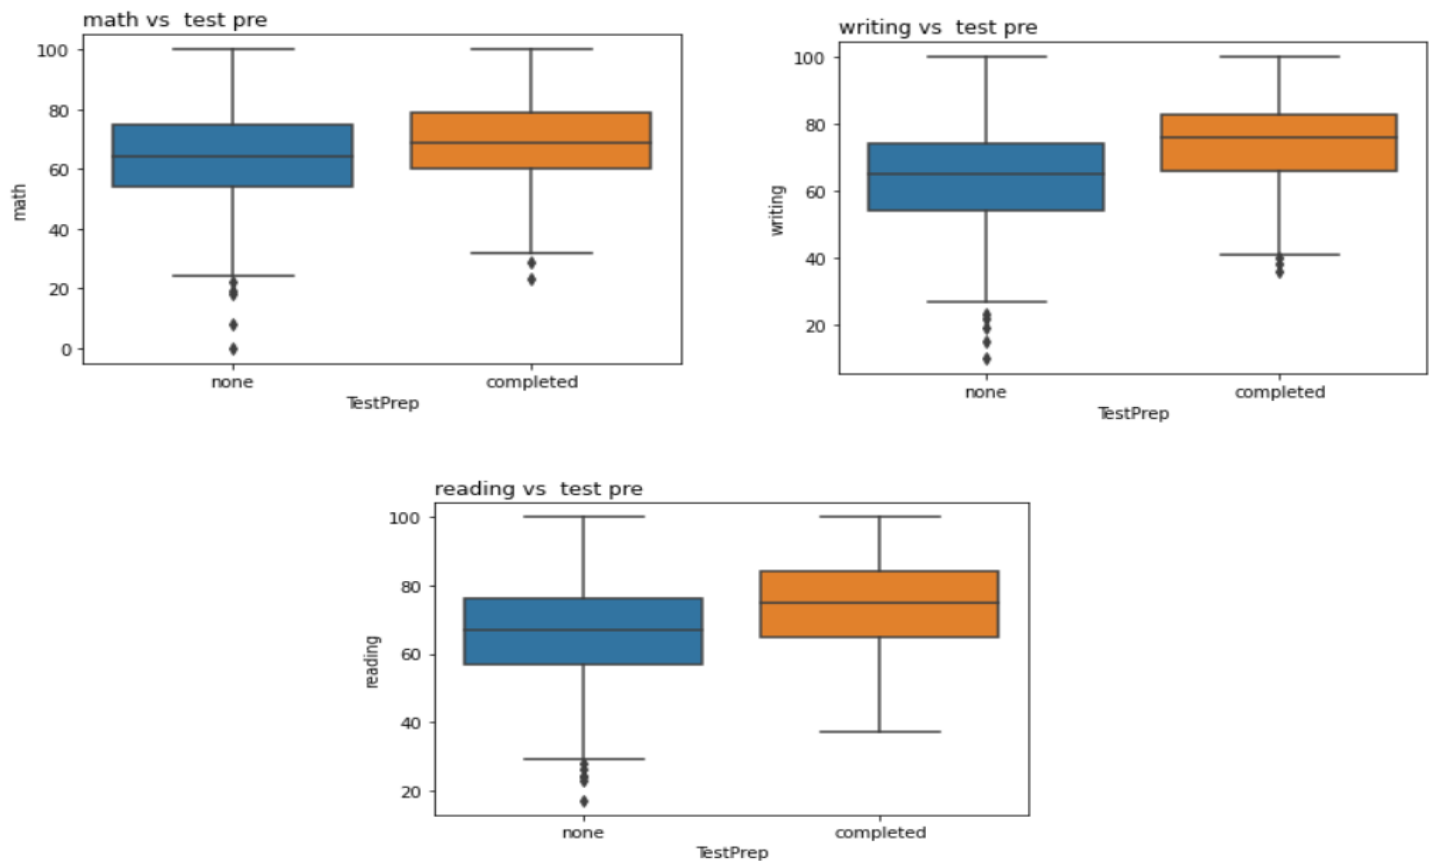 math vs  test pre
100
80
60
40
20
0
math
none completed
TestPrep
writing vs  test pre
100
80
60
40
20
writing
none completed
TestPrep
reading vs  test pre
100
80
60
40
20
reading
none completed
TestPrep